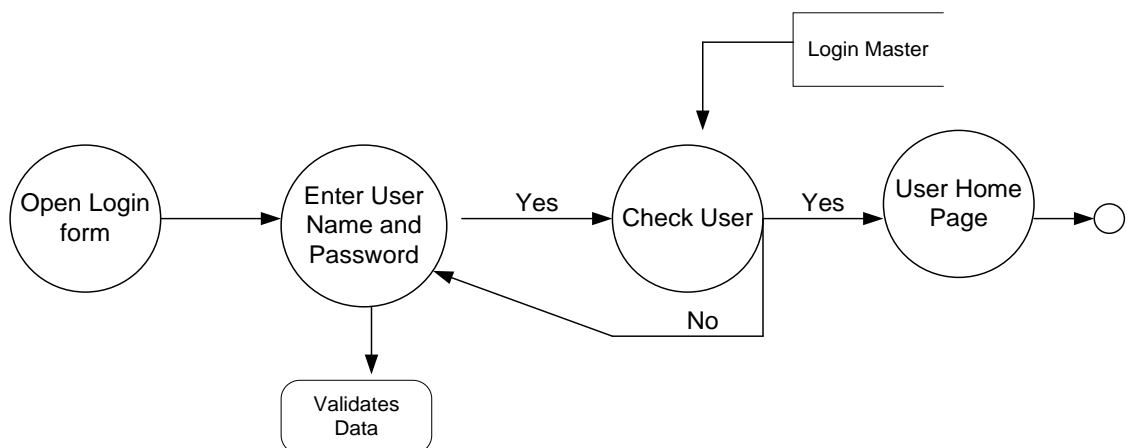 Login Master
Open Login
form
Enter User
Name and
Password
Yes
Check User
Yes
User Home
Page
No
Validates
Data